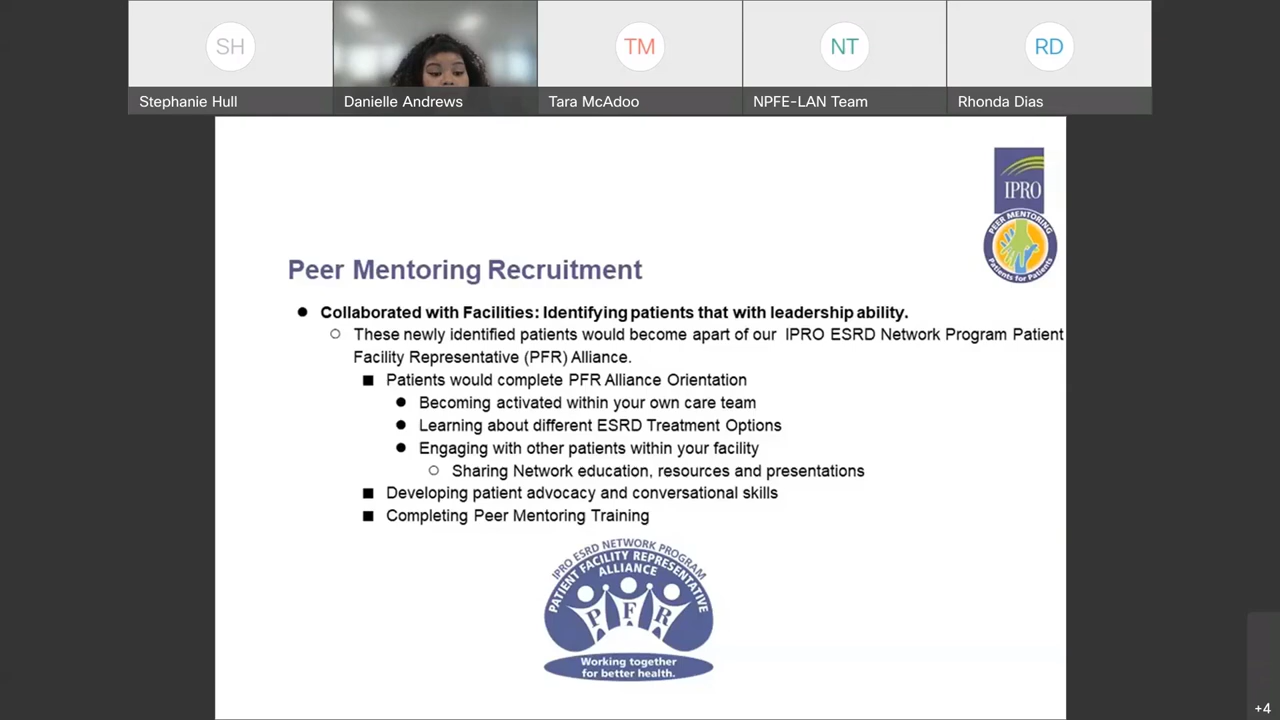 SH
TM
NT
RD
Stephanie Hull
Danielle Andrews
Tara McAdoo
NPFE-LAN Team
Rhonda Dias
IPRO
PEER MENTORING
Patients for Patients
Peer Mentoring Recruitment
● Collaborated with Facilities: Identifying patients that with leadership ability.
○ These newly identified patients would become apart of our IPRO ESRD Network Program Patient
Facility Representative (PFR) Alliance.
■ Patients would complete PFR Alliance Orientation
● Becoming activated within your own care team
● Learning about different ESRD Treatment Options
● Engaging with other patients within your facility
○ Sharing Network education, resources and presentations
■ Developing patient advocacy and conversational skills
■ Completing Peer Mentoring Training
IPRO ESRD NETWORK PROGRAM
PATIENT FACILITY REPRESENTATIVE
ALLIANCE
P F R
Working together
for better health.
+4